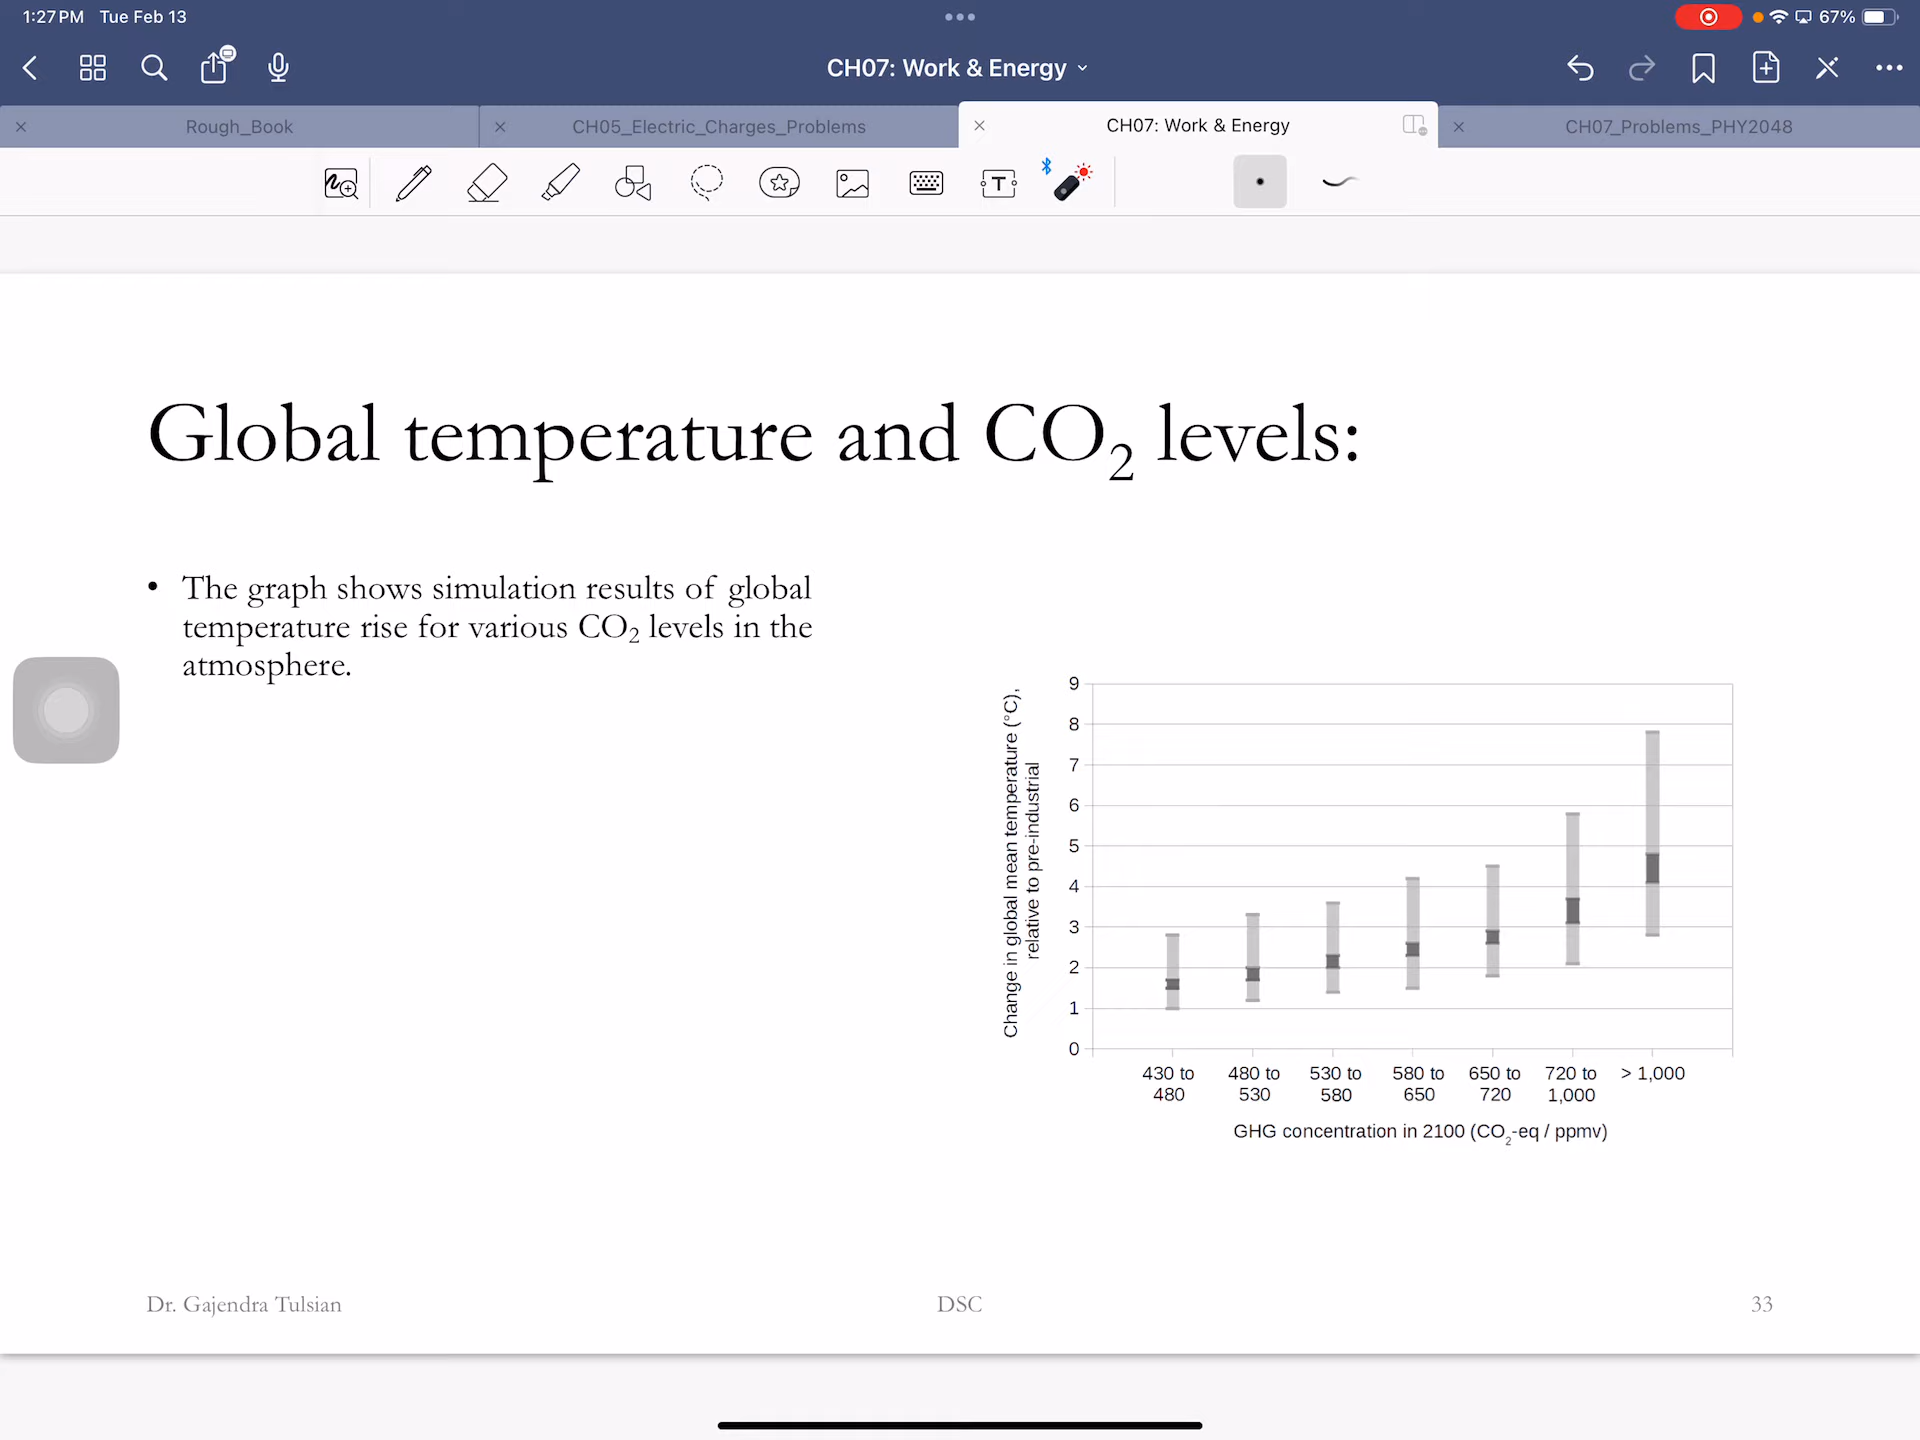 1:27 PM Tue Feb 13
67%
CH07: Work & Energy
Rough_Book
CH05_Electric_Charges_Problems
CH07: Work & Energy
CH07_Problems_PHY2048
T
Global temperature and CO₂ levels:
• The graph shows simulation results of global
temperature rise for various CO₂ levels in the
atmosphere.
Change in global mean temperature (°C),
relative to pre-industrial
9
8
7
6
5
4
3
2
1
0
430 to 480 to 530 to 580 to 650 to 720 to > 1,000
480 530 580 650 720 1,000
GHG concentration in 2100 (CO₂-eq / ppmv)
Dr. Gajendra Tulsian
DSC
33